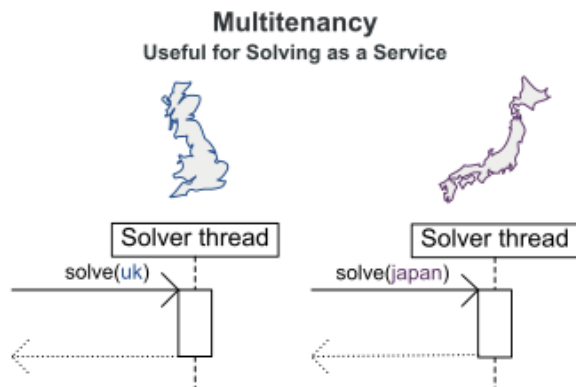 Multitenancy
Useful for Solving as a Service
Solver thread
Solver thread
solve(uk)
solve(japan)